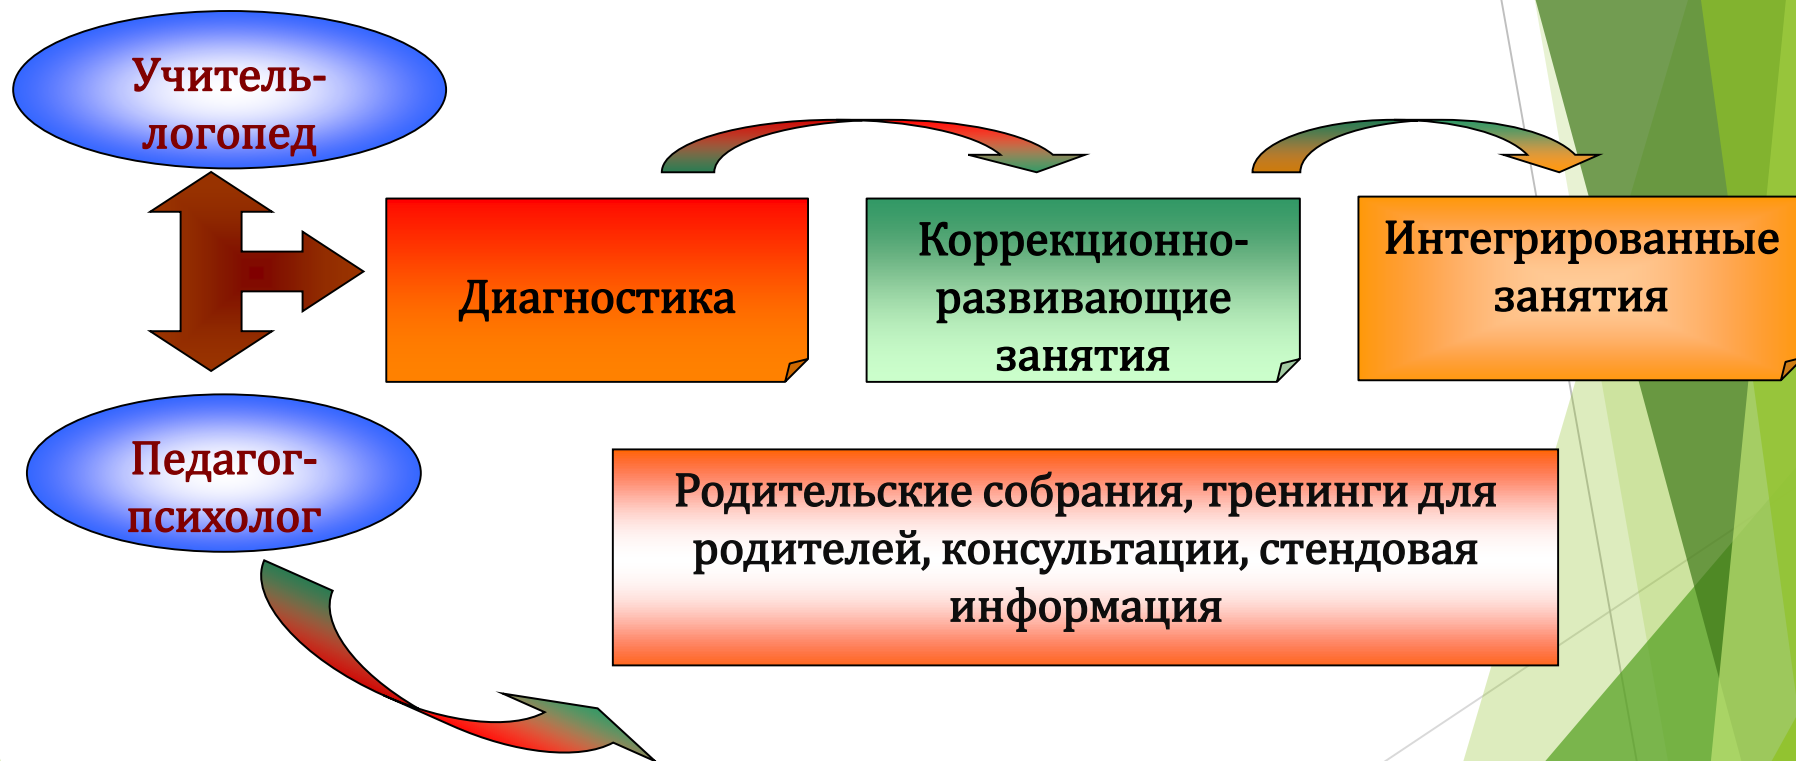 Учитель-
логопед
Диагностика
Коррекционно-
развивающие
занятия
Интегрированные
занятия
Педагог-
психолог
Родительские собрания, тренинги для
родителей, консультации, стендовая
информация